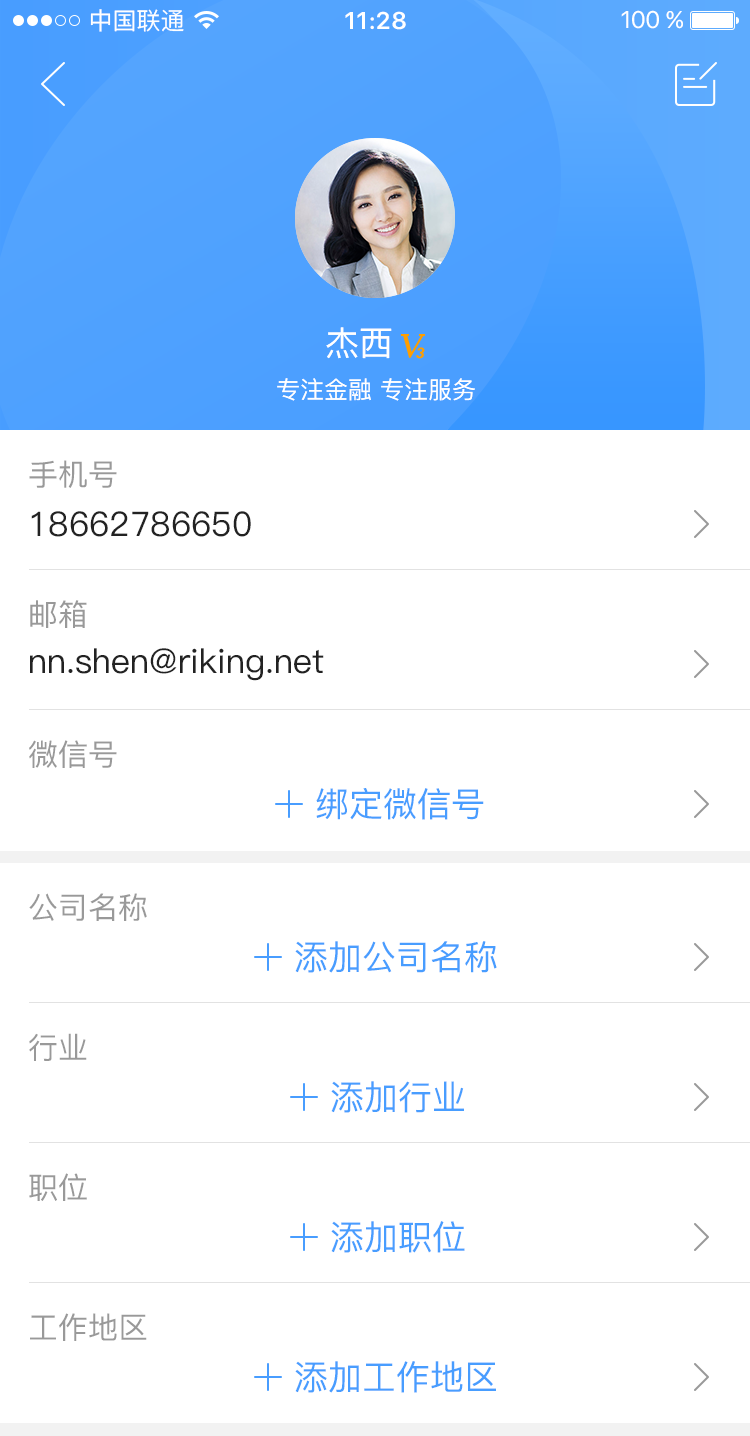 中国联通 11:28 100 %
杰西 V3
专注金融 专注服务
手机号
18662786650
邮箱
nn.shen@riking.net
微信号
绑定微信号
公司名称
添加公司名称
行业
添加行业
职位
添加职位
工作地区
添加工作地区